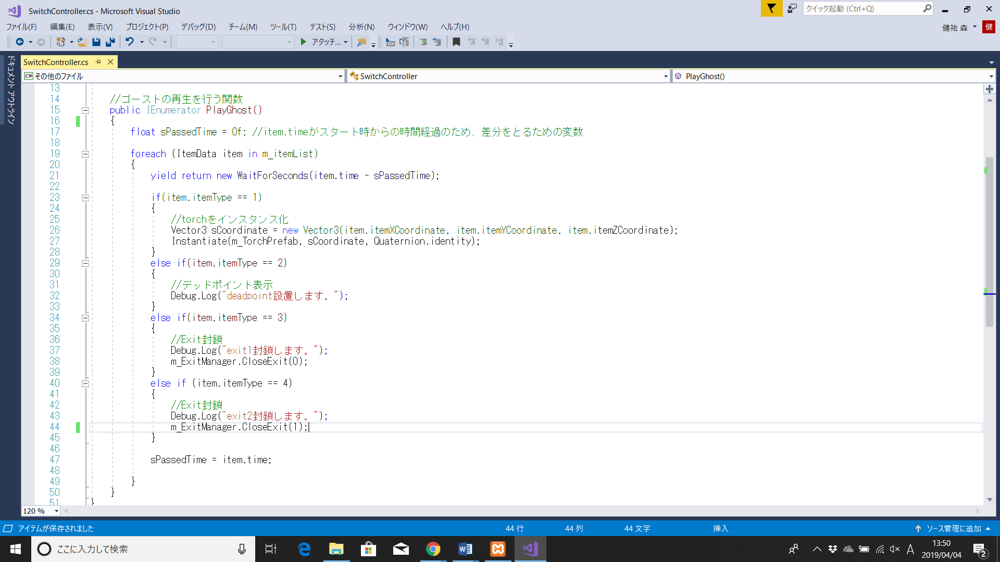 SwitchController.cs - Microsoft Visual Studio
クイック起動 (Ctrl+Q)
ファイル(F) 編集(E) 表示(V) プロジェクト(P) デバッグ(D) チーム(M) ツール(T) テスト(S) 分析(N) ウィンドウ(W) ヘルプ(H)
健祐 森 健
アタッチ...
ドキュメント アウトライン
SwitchController.cs
C# その他のファイル SwitchController PlayGhost()
13
14 //ゴーストの再生を行う関数
15 public IEnumerator PlayGhost()
16 {
17 float sPassedTime = 0f; //item.timeがスタート時からの時間経過のため、差分をとるための変数
18
19 foreach (ItemData item in m_itemList)
20 {
21 yield return new WaitForSeconds(item.time - sPassedTime);
22
23 if(item.itemType == 1)
24 {
25 //torchをインスタンス化
26 Vector3 sCoordinate = new Vector3(item.itemXCoordinate, item.itemYCoordinate, item.itemZCoordinate);
27 Instantiate(m_TorchPrefab, sCoordinate, Quaternion.identity);
28 }
29 else if(item.itemType == 2)
30 {
31 //デッドポイント表示
32 Debug.Log("deadpoint設置します。");
33 }
34 else if(item.itemType == 3)
35 {
36 //Exit封鎖
37 Debug.Log("exit1封鎖します。");
38 m_ExitManager.CloseExit(0);
39 }
40 else if (item.itemType == 4)
41 {
42 //Exit封鎖
43 Debug.Log("exit2封鎖します。");
44 m_ExitManager.CloseExit(1);
45 }
46
47 sPassedTime = item.time;
48
49 }
50 }
51 }
120 %
アイテムが保存されました 44 行 44 列 44 文字 挿入 ソース管理に追加
ここに入力して検索
A
13:50
2019/04/04
2